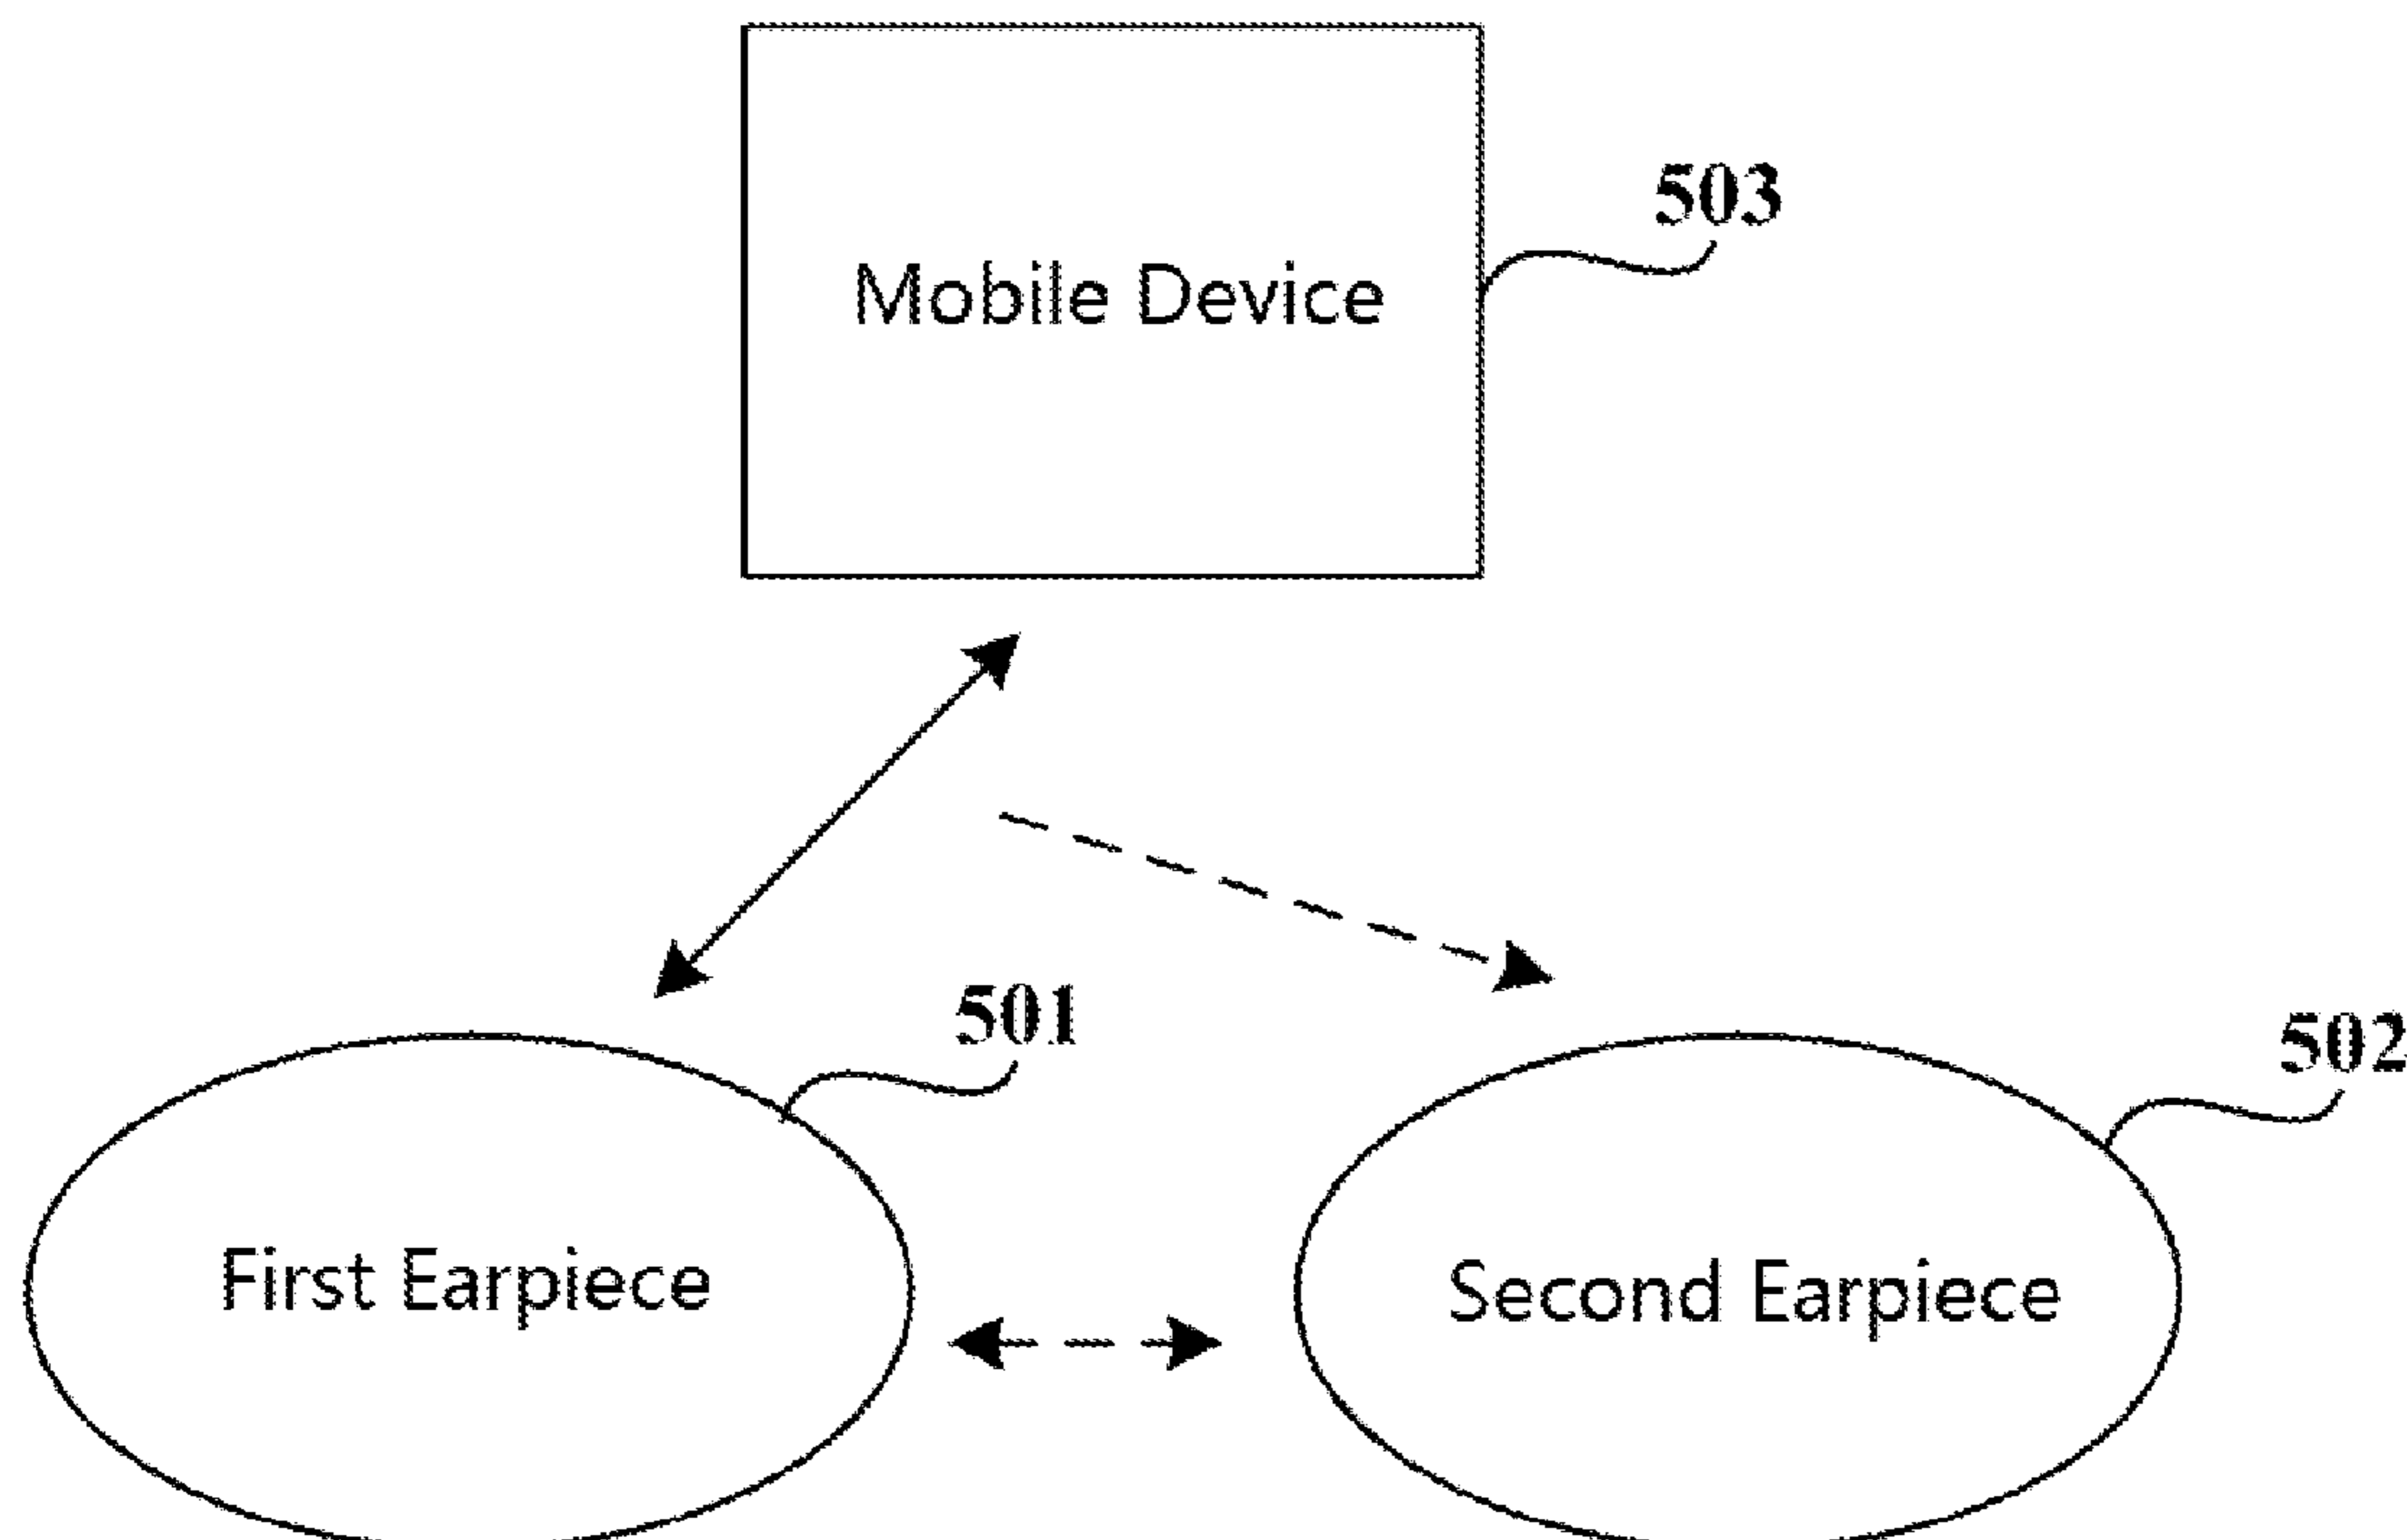 503
Mobile Device
501
502
First Earpiece
Second Earpiece